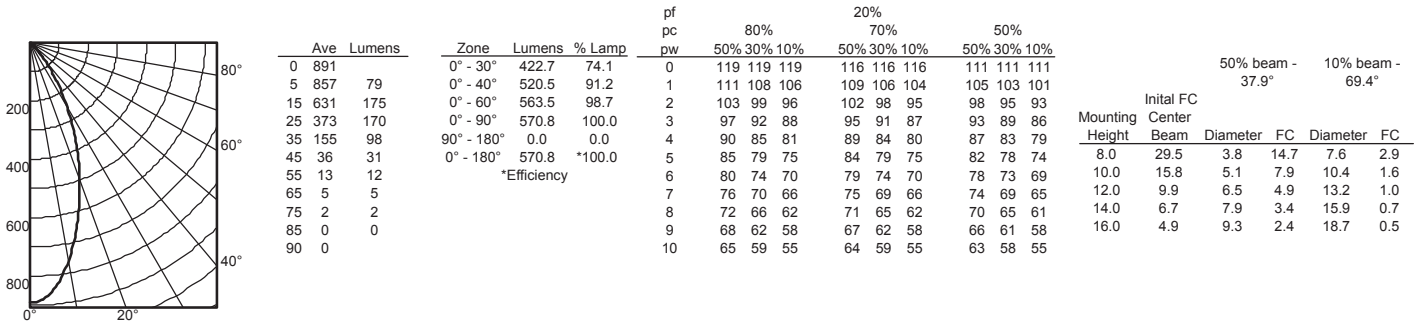 200
400
600
800
0° 20°
40°
60°
80°
Ave Lumens
0 891
5 857 79
15 631 175
25 373 170
35 155 98
45 36 31
55 13 12
65 5 5
75 2 2
85 0 0
90 0
Zone Lumens % Lamp
0° - 30° 422.7 74.1
0° - 40° 520.5 91.2
0° - 60° 563.5 98.7
0° - 90° 570.8 100.0
90° - 180° 0.0 0.0
0° - 180° 570.8 *100.0
*Efficiency
pf 20%
pc 80% 70% 50%
pw 50% 30% 10% 50% 30% 10% 50% 30% 10%
0 119 119 119 116 116 116 111 111 111
1 111 108 106 109 106 104 105 103 101
2 103 99 96 102 98 95 98 95 93
3 97 92 88 95 91 87 93 89 86
4 90 85 81 89 84 80 87 83 79
5 85 79 75 84 79 75 82 78 74
6 80 74 70 79 74 70 78 73 69
7 76 70 66 75 69 66 74 69 65
8 72 66 62 71 65 62 70 65 61
9 68 62 58 67 62 58 66 61 58
10 65 59 55 64 59 55 63 58 55
50% beam - 10% beam -
37.9° 69.4°
Inital FC
Mounting Center
Height Beam Diameter FC Diameter FC
8.0 29.5 3.8 14.7 7.6 2.9
10.0 15.8 5.1 7.9 10.4 1.6
12.0 9.9 6.5 4.9 13.2 1.0
14.0 6.7 7.9 3.4 15.9 0.7
16.0 4.9 9.3 2.4 18.7 0.5